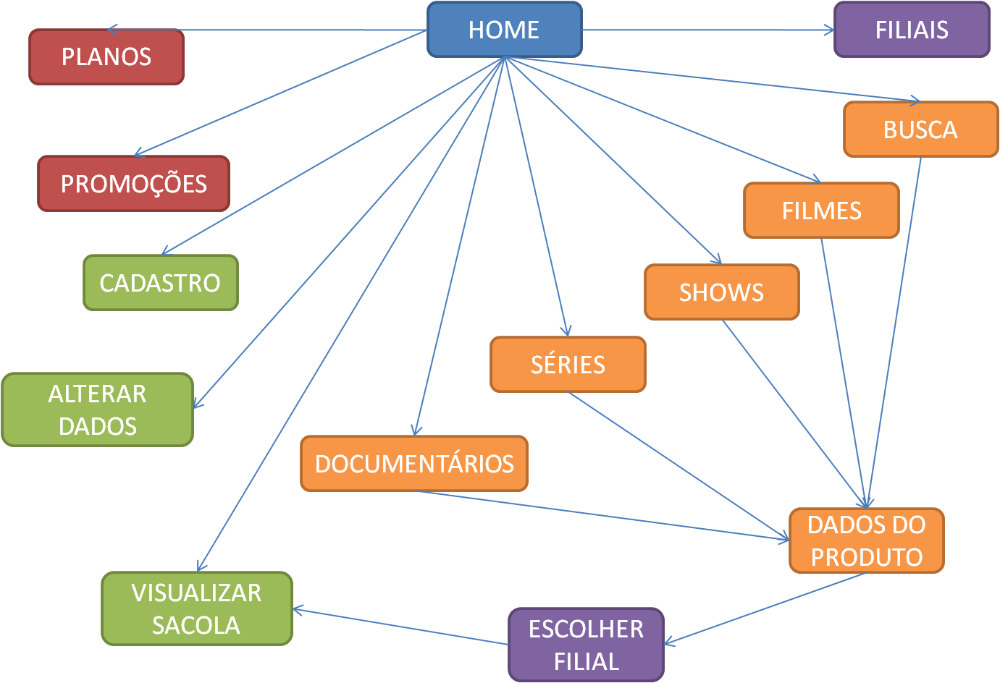 HOME
FILIAIS
PLANOS
BUSCA
PROMOÇÕES
FILMES
CADASTRO
SHOWS
SÉRIES
ALTERAR
DADOS
DOCUMENTÁRIOS
DADOS DO
PRODUTO
VISUALIZAR
SACOLA
ESCOLHER
FILIAL